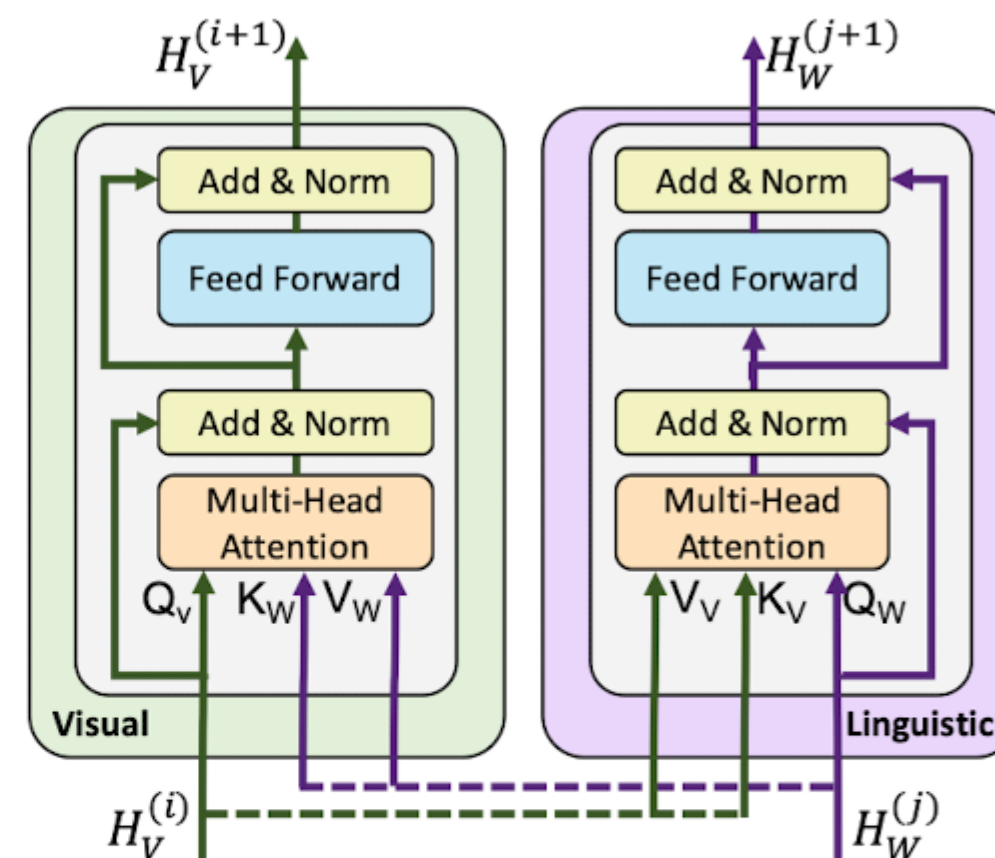 H_V^{(i+1)}
Add & Norm
Feed Forward
Add & Norm
Multi-Head
Attention
Q_v K_W V_W
Visual
H_V^{(i)}
H_W^{(j+1)}
Add & Norm
Feed Forward
Add & Norm
Multi-Head
Attention
V_V K_V Q_W
Linguistic
H_W^{(j)}